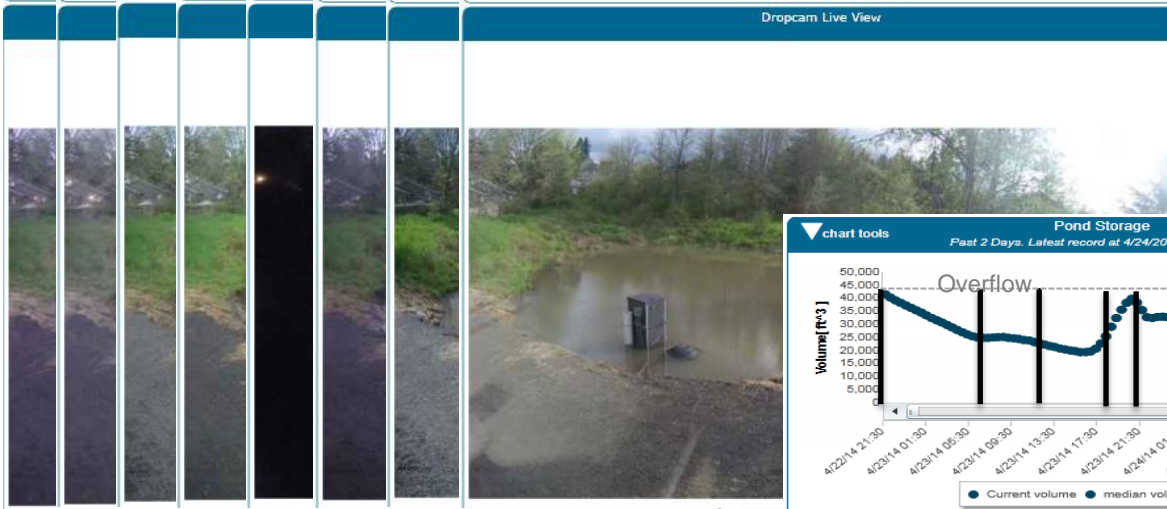 Dropcam Live View
chart tools
Pond Storage
Past 2 Days. Latest record at 4/24/20
Overflow
Volume[ft^3 ]
50,000
45,000
40,000
35,000
30,000
25,000
20,000
15,000
10,000
5,000
0
4/22/14 21:30
4/23/14 01:30
4/23/14 05:30
4/23/14 09:30
4/23/14 13:30
4/23/14 17:30
4/23/14 21:30
4/24/14 01:
Current volume
median vol